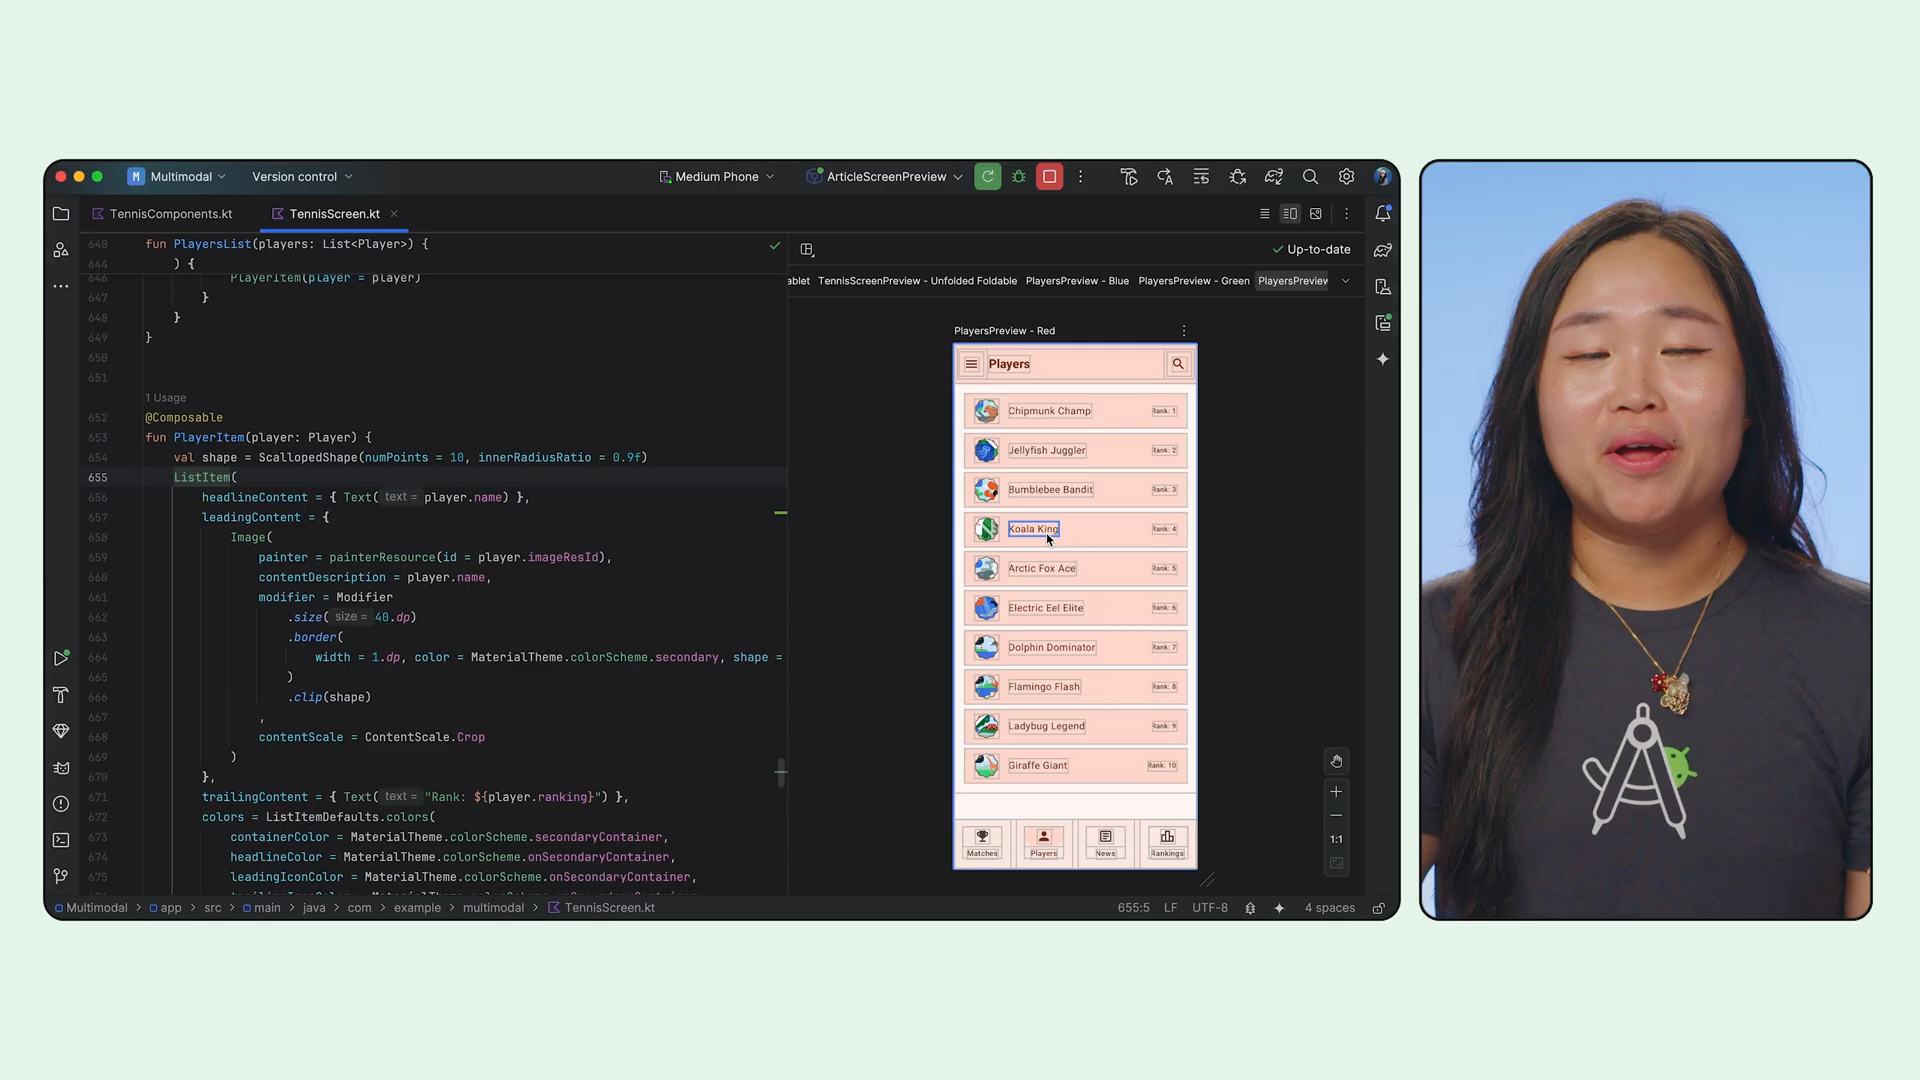 M Multimodal
Version control
Medium Phone
ArticleScreenPreview
TennisComponents.kt
TennisScreen.kt
640 fun PlayersList(players: List<Player>) {
644 ) {
646 PlayerItem(player = player)
647 }
648 }
649 }
650
651
1 Usage
652 @Composable
653 fun PlayerItem(player: Player) {
654 val shape = ScallopedShape(numPoints = 10, innerRadiusRatio = 0.9f)
655 ListItem(
656 headlineContent = { Text( text = player.name) },
657 leadingContent = {
658 Image(
659 painter = painterResource(id = player.imageResId),
660 contentDescription = player.name,
661 modifier = Modifier
662 .size( size = 40.dp)
663 .border(
664 width = 1.dp, color = MaterialTheme.colorScheme.secondary, shape =
665 )
666 .clip(shape)
667 ,
668 contentScale = ContentScale.Crop
669 )
670 },
671 trailingContent = { Text( text = "Rank: ${player.ranking}") },
672 colors = ListItemDefaults.colors(
673 containerColor = MaterialTheme.colorScheme.secondaryContainer,
674 headlineColor = MaterialTheme.colorScheme.onSecondaryContainer,
675 leadingIconColor = MaterialTheme.colorScheme.onSecondaryContainer,
Up-to-date
ablet TennisScreenPreview - Unfolded Foldable PlayersPreview - Blue PlayersPreview - Green PlayersPreview
PlayersPreview - Red
Players
Chipmunk Champ Rank: 1
Jellyfish Juggler Rank: 2
Bumblebee Bandit Rank: 3
Koala King Rank: 4
Arctic Fox Ace Rank: 5
Electric Eel Elite Rank: 6
Dolphin Dominator Rank: 7
Flamingo Flash Rank: 8
Ladybug Legend Rank: 9
Giraffe Giant Rank: 10
Matches Players News Rankings
1:1
Multimodal > app > src > main > java > com > example > multimodal > TennisScreen.kt
655:5 LF UTF-8 4 spaces